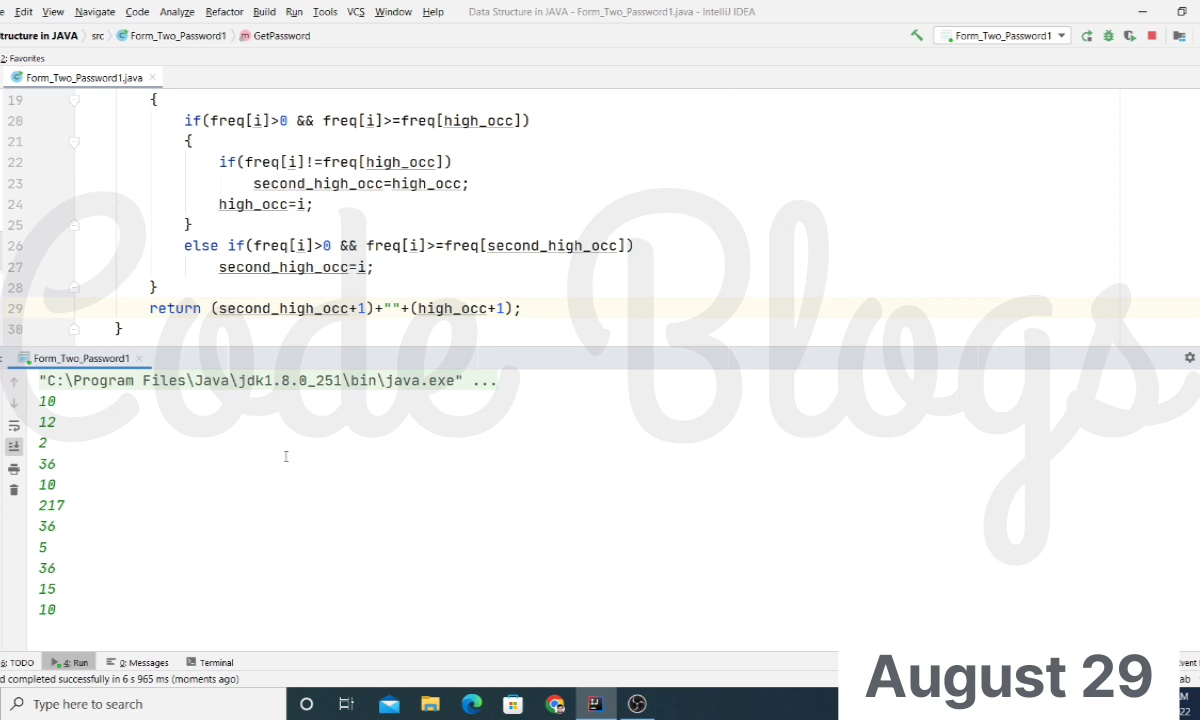 Edit View Navigate Code Analyze Refactor Build Run Tools VCS Window Help Data Structure in JAVA - Form_Two_Password1.java - IntelliJ IDEA
tructure in JAVA src Form_Two_Password1 GetPassword Form_Two_Password1
2: Favorites
Form_Two_Password1.java
19 {
20 if(freq[i]>0 && freq[i]>=freq[high_occ])
21 {
22 if(freq[i]!=freq[high_occ])
23 second_high_occ=high_occ;
24 high_occ=i;
25 }
26 else if(freq[i]>0 && freq[i]>=freq[second_high_occ])
27 second_high_occ=i;
28 }
29 return (second_high_occ+1)+""+(high_occ+1);
30 }
Code Blogs
Form_Two_Password1
"C:\Program Files\Java\jdk1.8.0_251\bin\java.exe" ...
10
12
2
36
10
217
36
5
36
15
10
6: TODO 4: Run 0: Messages Terminal
d completed successfully in 6 s 965 ms (moments ago)
Type here to search
August 29